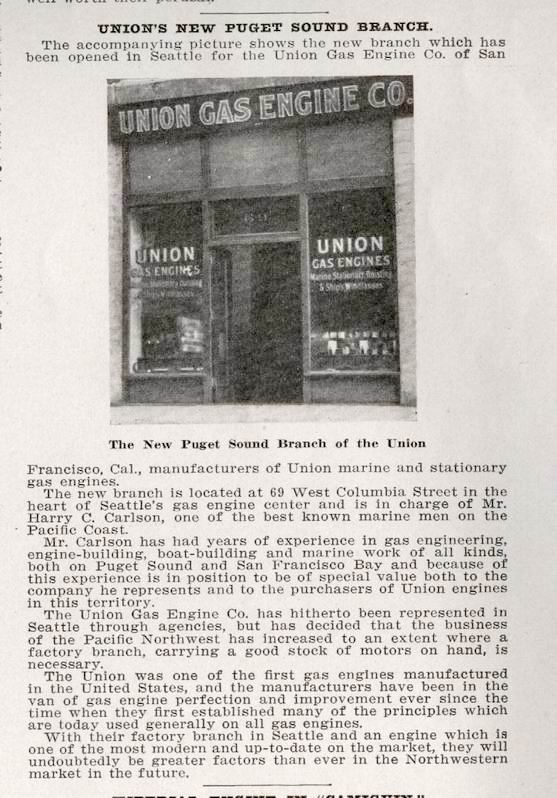 well worth their perusal.
UNION'S NEW PUGET SOUND BRANCH.
The accompanying picture shows the new branch which has
been opened in Seattle for the Union Gas Engine Co. of San
UNION GAS ENGINE CO.
UNION
GAS ENGINES
& Ship's Windlasses
UNION
GAS ENGINES
Marine Stationary Hoisting
& Ship's Windlasses
The New Puget Sound Branch of the Union
Francisco, Cal., manufacturers of Union marine and stationary
gas engines.
The new branch is located at 69 West Columbia Street in the
heart of Seattle's gas engine center and is in charge of Mr.
Harry C. Carlson, one of the best known marine men on the
Pacific Coast.
Mr. Carlson has had years of experience in gas engineering,
engine-building, boat-building and marine work of all kinds,
both on Puget Sound and San Francisco Bay and because of
this experience is in position to be of special value both to the
company he represents and to the purchasers of Union engines
in this territory.
The Union Gas Engine Co. has hitherto been represented in
Seattle through agencies, but has decided that the business
of the Pacific Northwest has increased to an extent where a
factory branch, carrying a good stock of motors on hand, is
necessary.
The Union was one of the first gas engines manufactured
in the United States, and the manufacturers have been in the
van of gas engine perfection and improvement ever since the
time when they first established many of the principles which
are today used generally on all gas engines.
With their factory branch in Seattle and an engine which is
one of the most modern and up-to-date on the market, they will
undoubtedly be greater factors than ever in the Northwestern
market in the future.